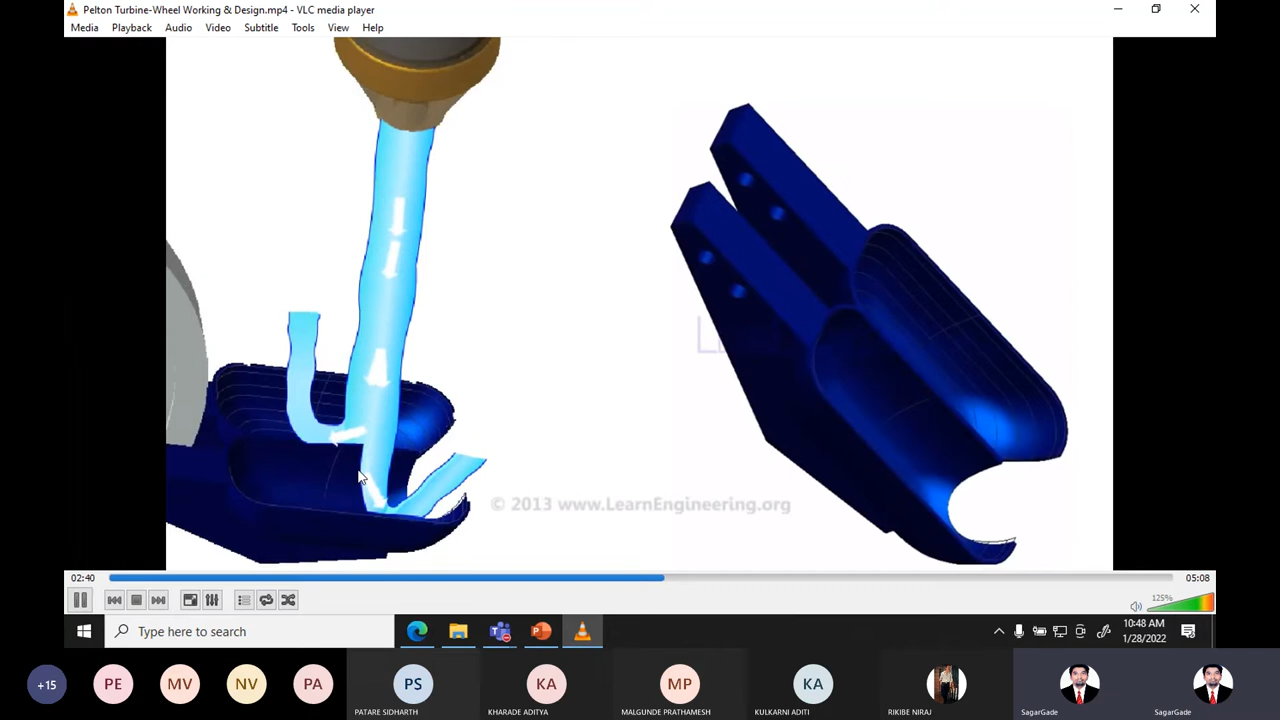 Pelton Turbine-Wheel Working & Design.mp4 - VLC media player
Media Playback Audio Video Subtitle Tools View Help
© 2013 www.LearnEngineering.org
02:40
05:08
125%
Type here to search
10:48 AM
1/28/2022
+15
PE
MV
NV
PA
PS
KA
MP
KA
PATARE SIDHARTH
KHARADE ADITYA
MALGUNDE PRATHAMESH
KULKARNI ADITI
RIKIBE NIRAJ
SagarGade
SagarGade